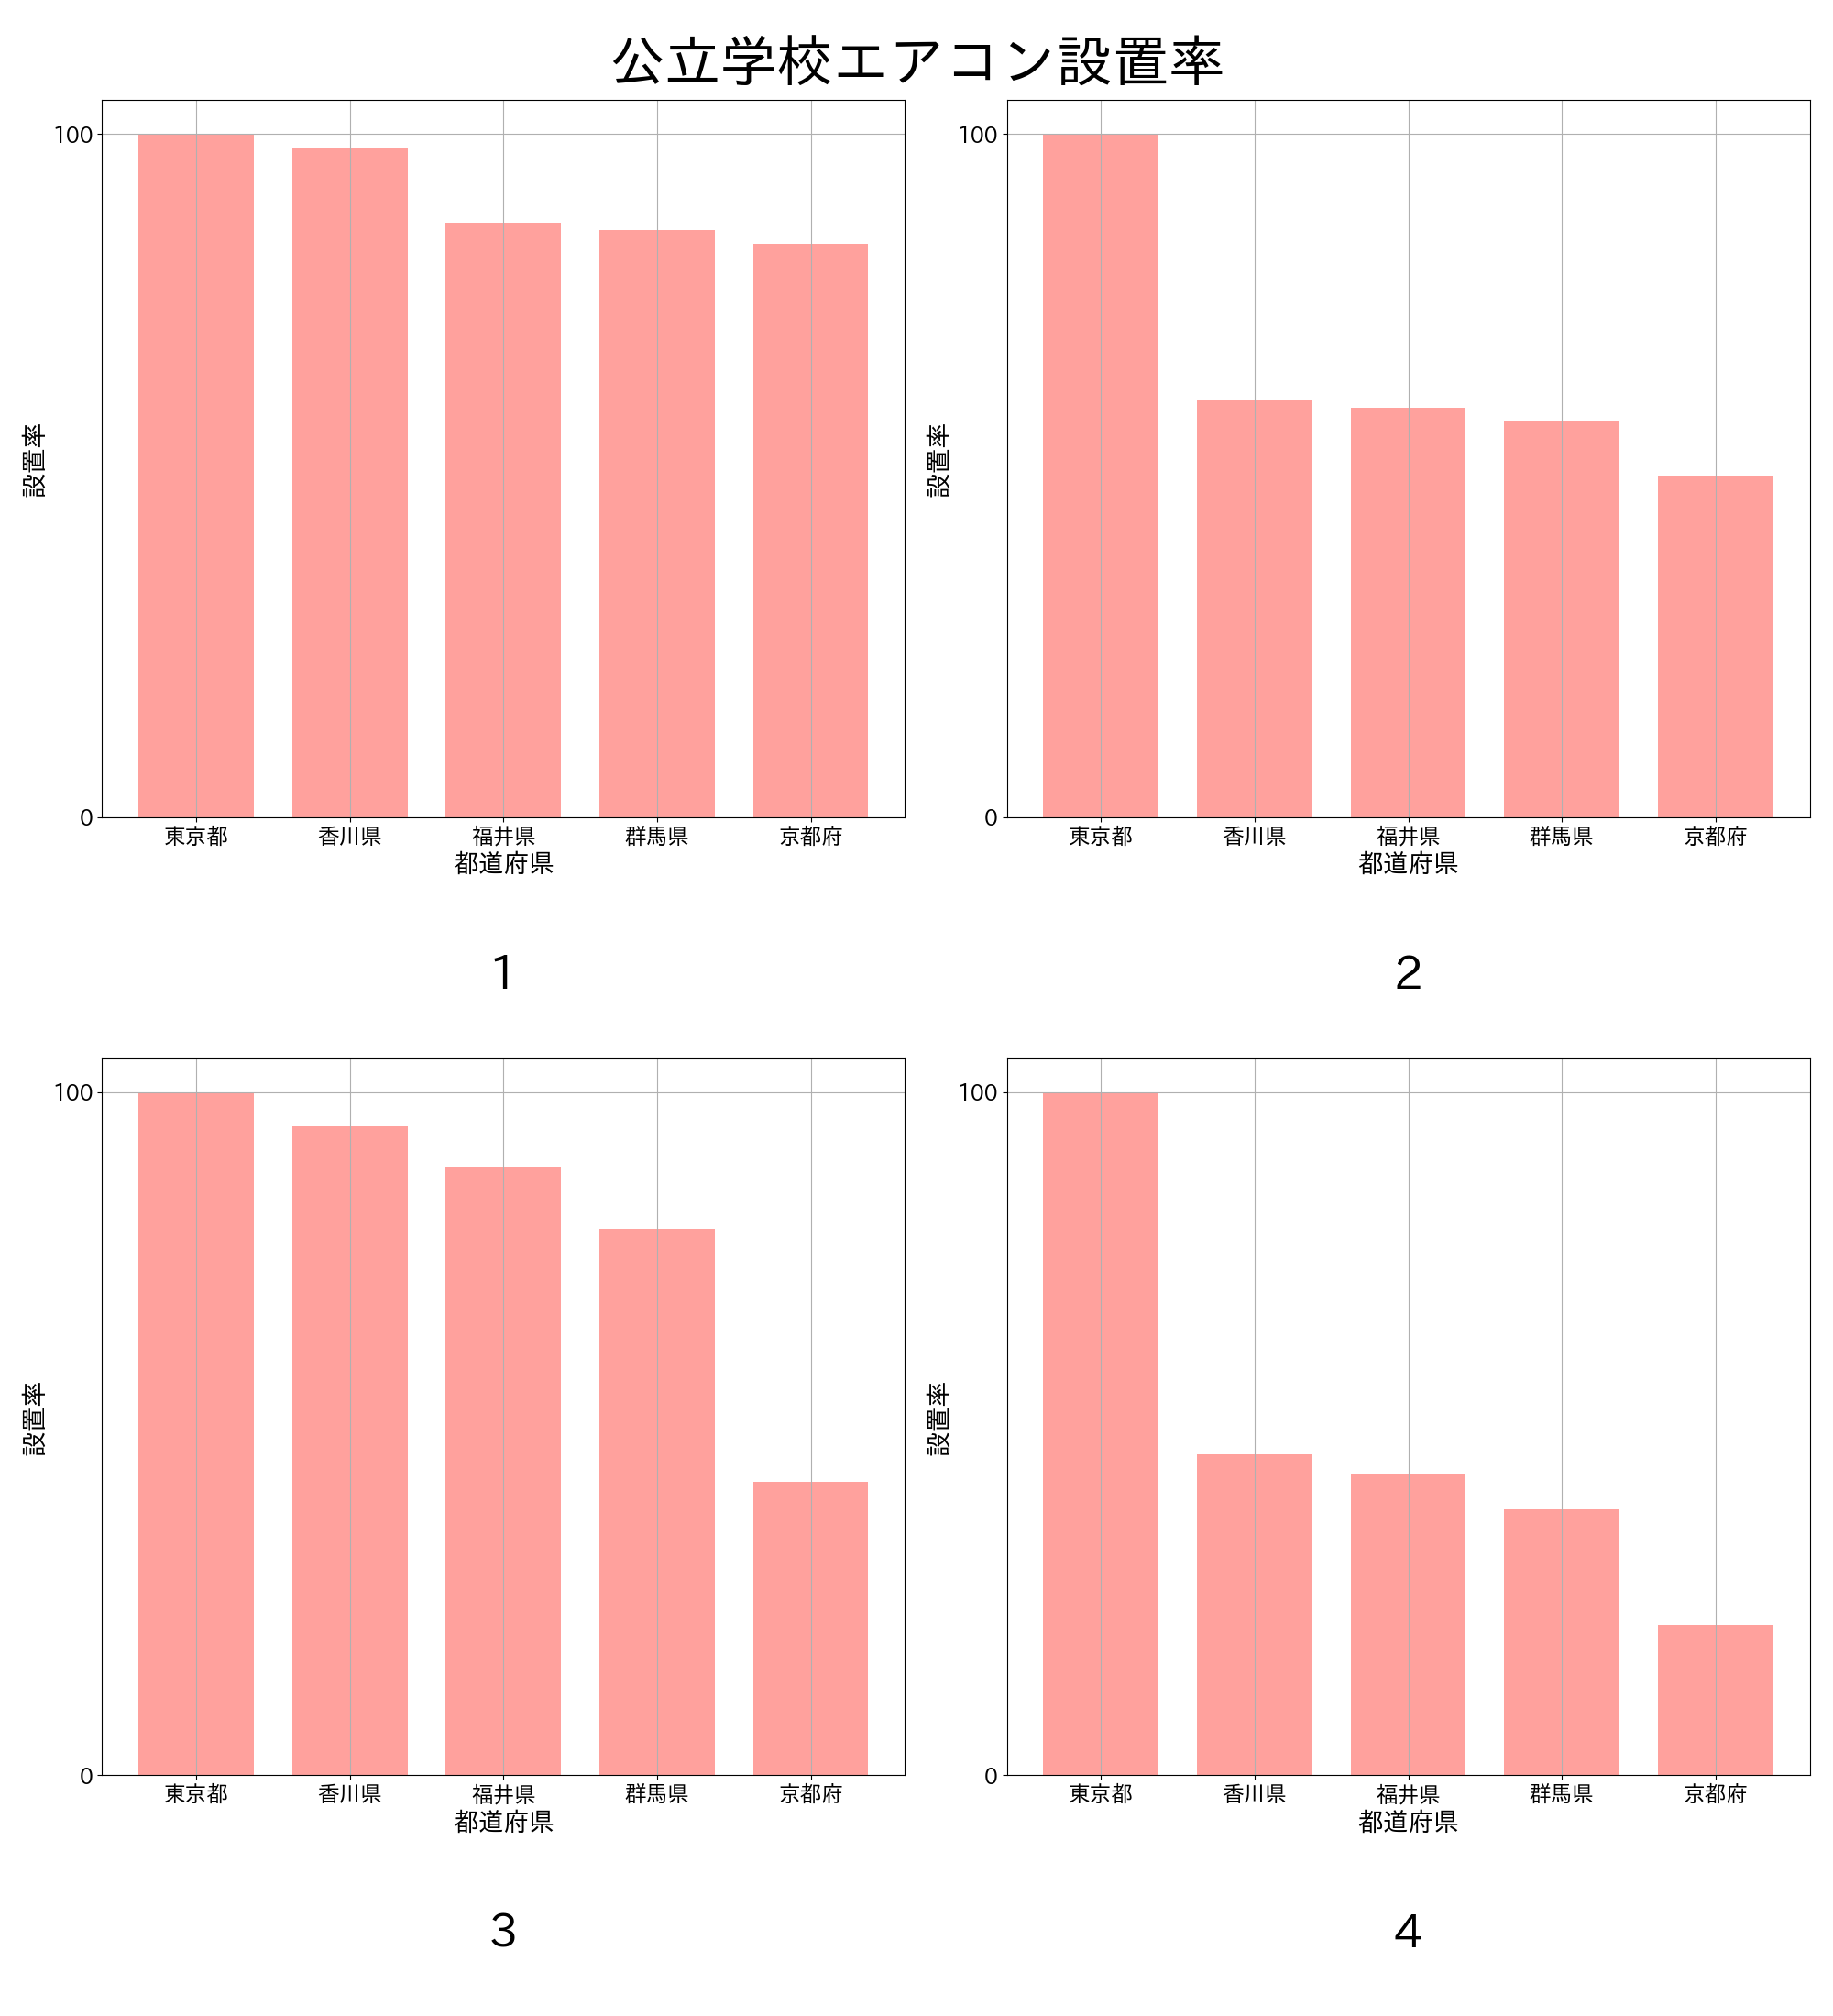 公立学校エアコン設置率
100
0
設置率
東京都 香川県 福井県 群馬県 京都府
都道府県
1
100
0
設置率
東京都 香川県 福井県 群馬県 京都府
都道府県
2
100
0
設置率
東京都 香川県 福井県 群馬県 京都府
都道府県
3
100
0
設置率
東京都 香川県 福井県 群馬県 京都府
都道府県
4